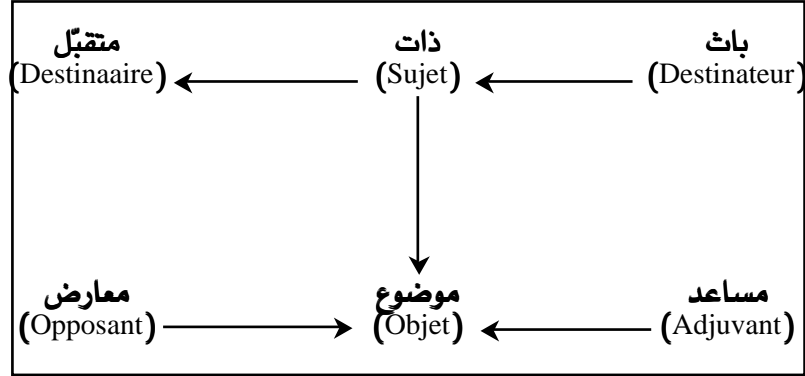 باث
(Destinateur)
ذات
(Sujet)
متقبّل
(Destinaaire)
مساعد
(Adjuvant)
موضوع
(Objet)
معارض
(Opposant)